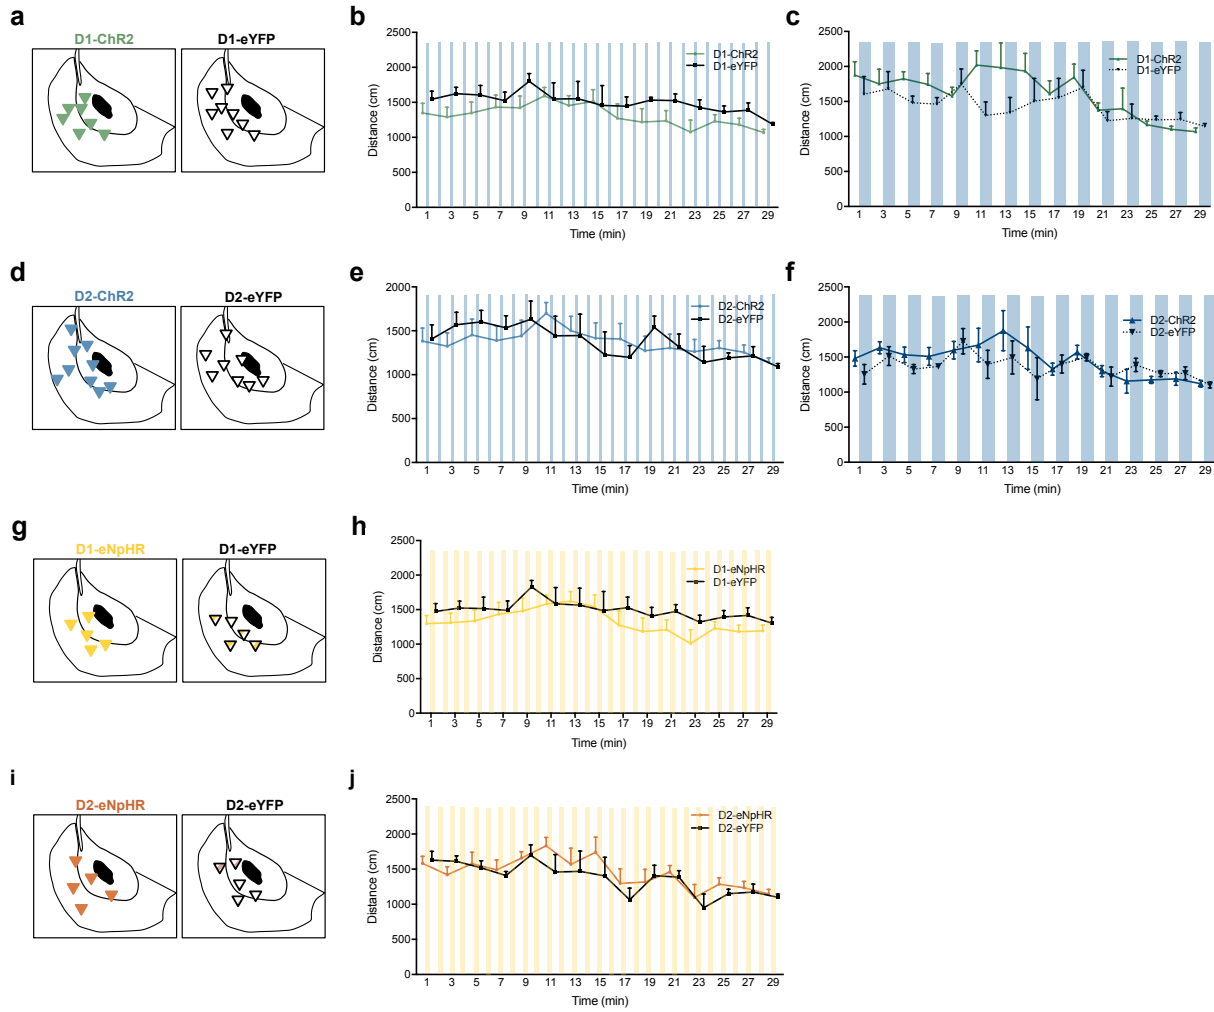 a
D1-ChR2
D1-eYFP
b
2500
2000
1500
1000
500
0
Distance (cm)
D1-ChR2
D1-eYFP
1 3 5 7 9 11 13 15 17 19 21 23 25 27 29
Time (min)
c
2500
2000
1500
1000
500
0
Distance (cm)
D1-ChR2
D1-eYFP
1 3 5 7 9 11 13 15 17 19 21 23 25 27 29
Time (min)
d
D2-ChR2
D2-eYFP
e
2000
1500
1000
500
0
Distance (cm)
D2-ChR2
D2-eYFP
1 3 5 7 9 11 13 15 17 19 21 23 25 27 29
Time (min)
f
2500
2000
1500
1000
500
0
Distance (cm)
D2-ChR2
D2-eYFP
1 3 5 7 9 11 13 15 17 19 21 23 25 27 29
Time (min)
g
D1-eNpHR
D1-eYFP
h
2500
2000
1500
1000
500
0
Distance (cm)
D1-eNpHR
D1-eYFP
1 3 5 7 9 11 13 15 17 19 21 23 25 27 29
Time (min)
i
D2-eNpHR
D2-eYFP
j
2500
2000
1500
1000
500
0
Distance (cm)
D2-eNpHR
D2-eYFP
1 3 5 7 9 11 13 15 17 19 21 23 25 27 29
Time (min)